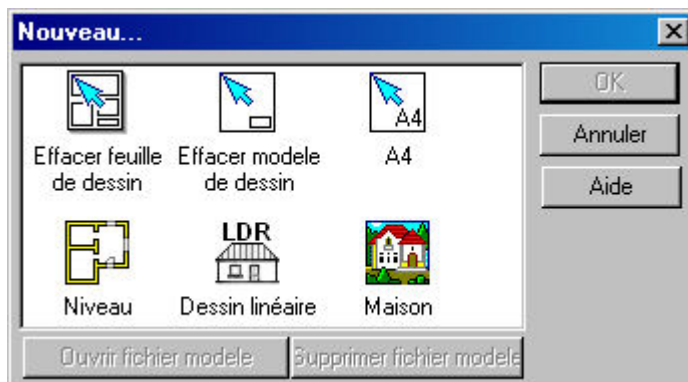 Nouveau...
Effacer feuille
de dessin
Effacer modele
de dessin
A4
A4
OK
Annuler
Aide
LDR
Niveau
Dessin linéaire
Maison
Ouvrir fichier modele
Supprimer fichier modele